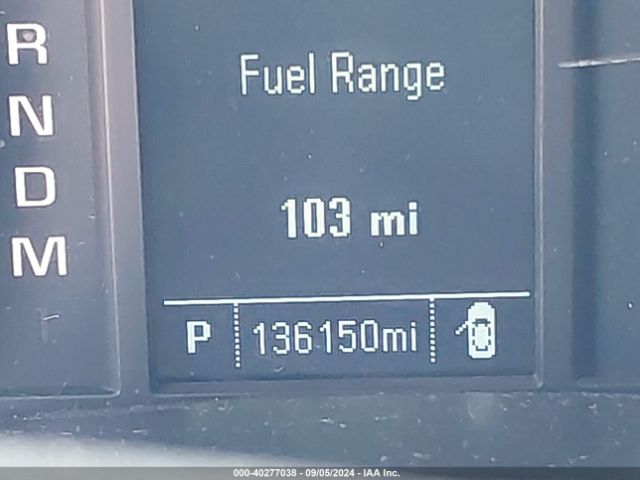 R
N
D
M
Fuel Range
103 mi
P 136150mi
000-40277038 - 09/05/2024 - IAA Inc.